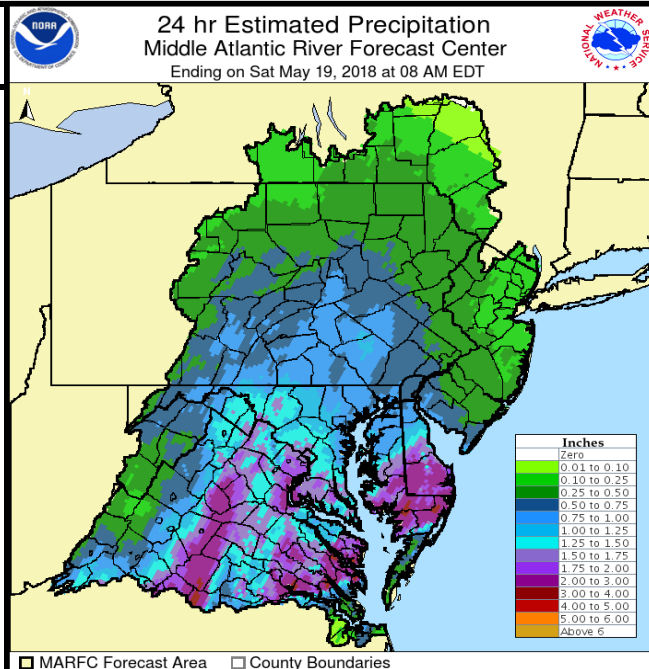 24 hr Estimated Precipitation
Middle Atlantic River Forecast Center
Ending on Sat May 19, 2018 at 08 AM EDT
NOAA
NATIONAL WEATHER SERVICE
N
Inches
Zero
0.01 to 0.10
0.10 to 0.25
0.25 to 0.50
0.50 to 0.75
0.75 to 1.00
1.00 to 1.25
1.25 to 1.50
1.50 to 1.75
1.75 to 2.00
2.00 to 3.00
3.00 to 4.00
4.00 to 5.00
5.00 to 6.00
Above 6
MARFC Forecast Area County Boundaries